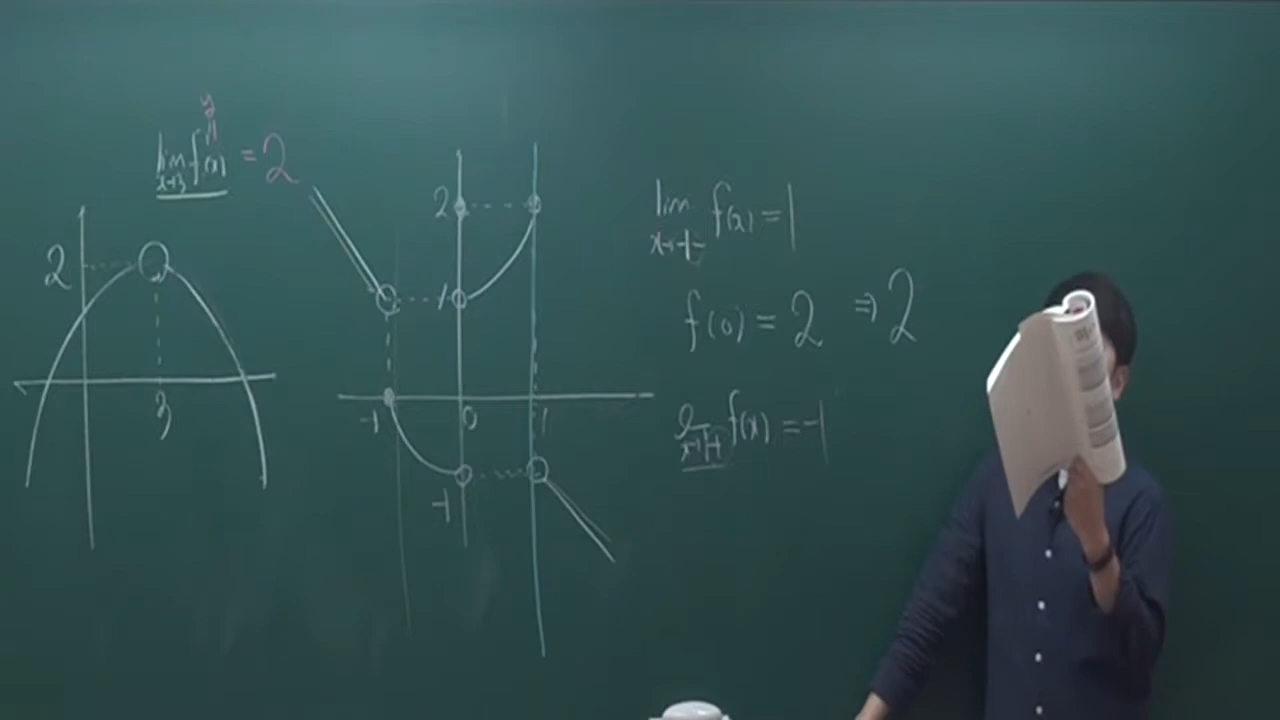 y
||
lim f(x) = 2
x→3
2
3
2
1
-1
0
1
-1
lim f(x) = 1
x→-1-
f(0) = 2 ⇒ 2
lim f(x) = -1
x→1+